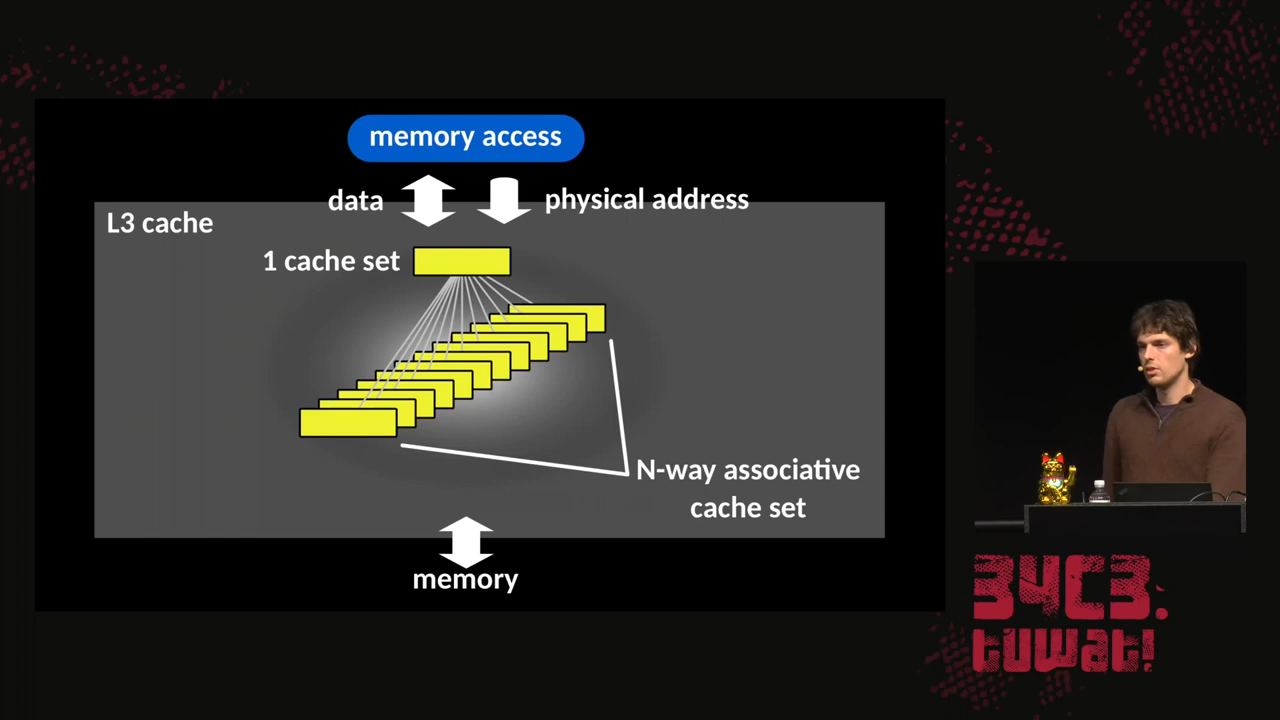 memory access
data
physical address
L3 cache
1 cache set
N-way associative
cache set
memory
34C3.
tuwat!